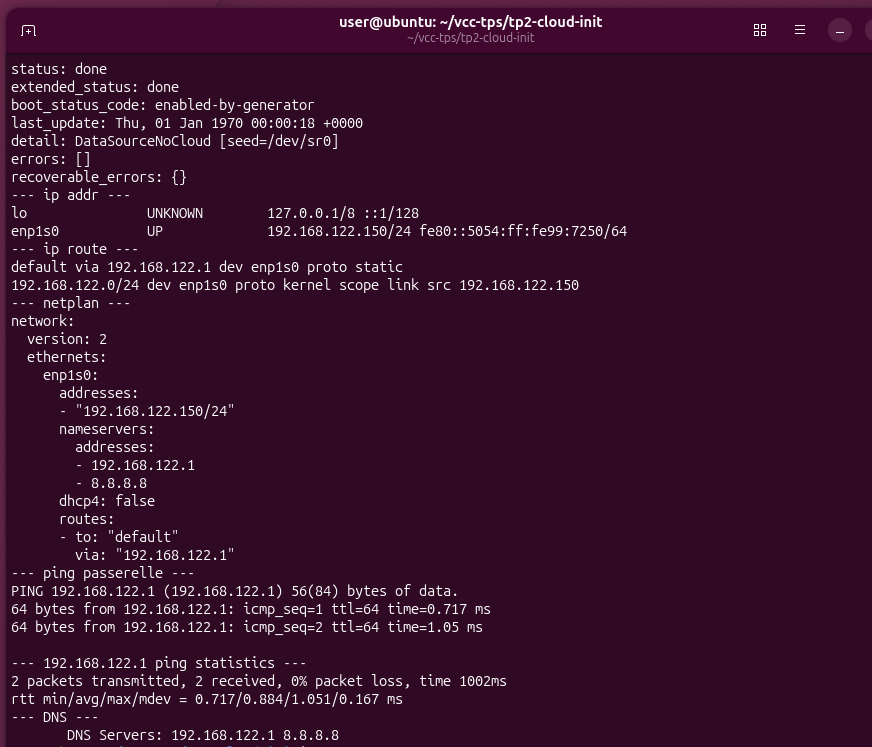 user@ubuntu: ~/vcc-tps/tp2-cloud-init
~/vcc-tps/tp2-cloud-init
status: done
extended_status: done
boot_status_code: enabled-by-generator
last_update: Thu, 01 Jan 1970 00:00:18 +0000
detail: DataSourceNoCloud [seed=/dev/sr0]
errors: []
recoverable_errors: {}
--- ip addr ---
lo               UNKNOWN        127.0.0.1/8 ::1/128
enp1s0           UP             192.168.122.150/24 fe80::5054:ff:fe99:7250/64
--- ip route ---
default via 192.168.122.1 dev enp1s0 proto static
192.168.122.0/24 dev enp1s0 proto kernel scope link src 192.168.122.150
--- netplan ---
network:
  version: 2
  ethernets:
    enp1s0:
      addresses:
      - "192.168.122.150/24"
      nameservers:
        addresses:
        - 192.168.122.1
        - 8.8.8.8
      dhcp4: false
      routes:
      - to: "default"
        via: "192.168.122.1"
--- ping passerelle ---
PING 192.168.122.1 (192.168.122.1) 56(84) bytes of data.
64 bytes from 192.168.122.1: icmp_seq=1 ttl=64 time=0.717 ms
64 bytes from 192.168.122.1: icmp_seq=2 ttl=64 time=1.05 ms

--- 192.168.122.1 ping statistics ---
2 packets transmitted, 2 received, 0% packet loss, time 1002ms
rtt min/avg/max/mdev = 0.717/0.884/1.051/0.167 ms
--- DNS ---
       DNS Servers: 192.168.122.1 8.8.8.8